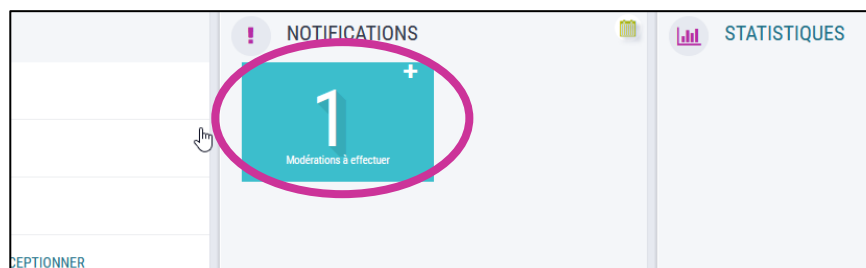 NOTIFICATIONS
STATISTIQUES
+
1
Modérations à effectuer
CEPTIONNER